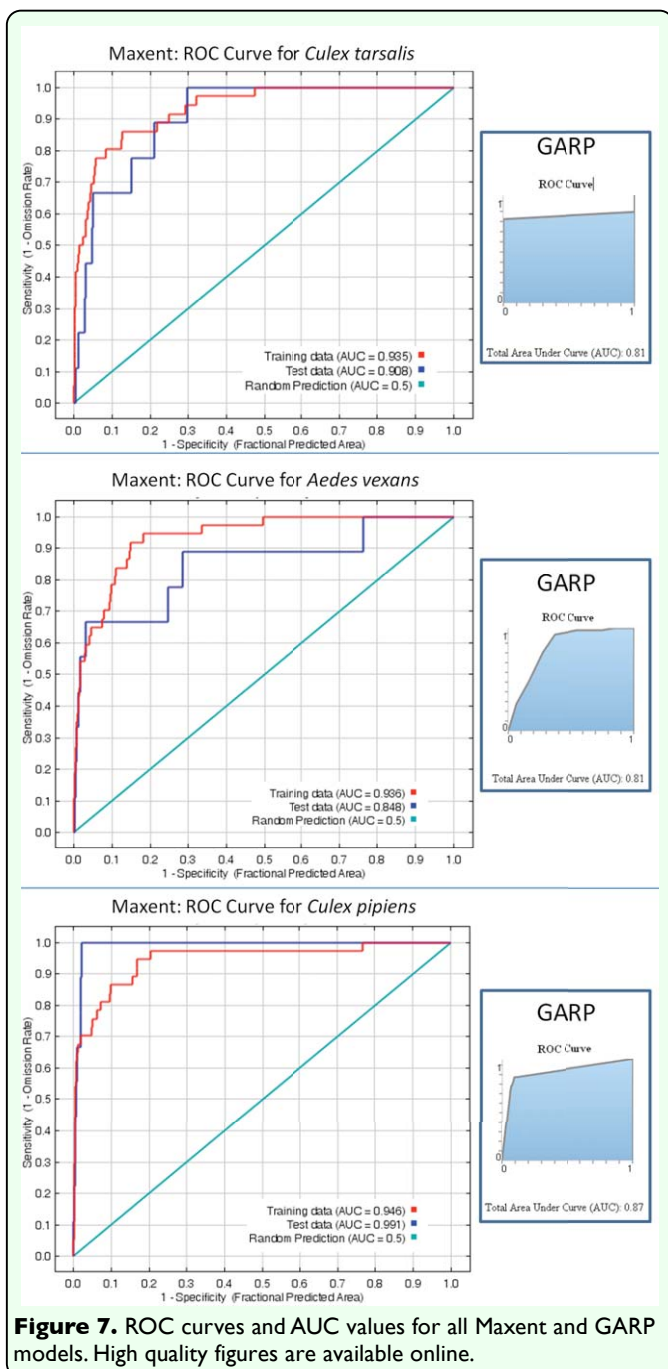 Maxent: ROC Curve for Culex tarsalis
Sensitivity (1 - Omission Rate)
1.0
0.9
0.8
0.7
0.6
0.5
0.4
0.3
0.2
0.1
0.0
Training data (AUC = 0.935)
Test data (AUC = 0.908)
Random Prediction (AUC = 0.5)
0.0 0.1 0.2 0.3 0.4 0.5 0.6 0.7 0.8 0.9 1.0
1 - Specificity (Fractional Predicted Area)
GARP
ROC Curve
1
0
0 1
Total Area Under Curve (AUC): 0.81
Maxent: ROC Curve for Aedes vexans
Sensitivity (1 - Omission Rate)
1.0
0.9
0.8
0.7
0.6
0.5
0.4
0.3
0.2
0.1
0.0
Training data (AUC = 0.936)
Test data (AUC = 0.848)
Random Prediction (AUC = 0.5)
0.0 0.1 0.2 0.3 0.4 0.5 0.6 0.7 0.8 0.9 1.0
1 - Specificity (Fractional Predicted Area)
GARP
ROC Curve
1
0
0 1
Total Area Under Curve (AUC): 0.81
Maxent: ROC Curve for Culex pipiens
Sensitivity (1 - Omission Rate)
1.0
0.9
0.8
0.7
0.6
0.5
0.4
0.3
0.2
0.1
0.0
Training data (AUC = 0.946)
Test data (AUC = 0.991)
Random Prediction (AUC = 0.5)
0.0 0.1 0.2 0.3 0.4 0.5 0.6 0.7 0.8 0.9 1.0
1 - Specificity (Fractional Predicted Area)
GARP
ROC Curve
1
0
0 1
Total Area Under Curve (AUC): 0.87
Figure 7. ROC curves and AUC values for all Maxent and GARP
models. High quality figures are available online.